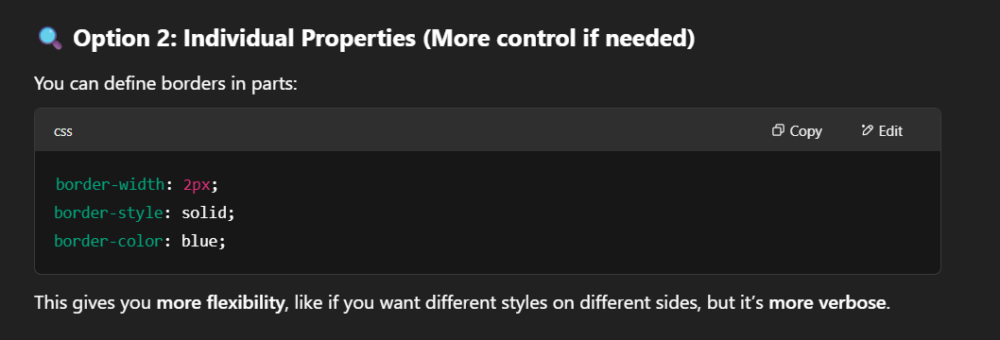 🔍 Option 2: Individual Properties (More control if needed)
You can define borders in parts:
css Copy Edit
border-width: 2px;
border-style: solid;
border-color: blue;
This gives you more flexibility, like if you want different styles on different sides, but it’s more verbose.